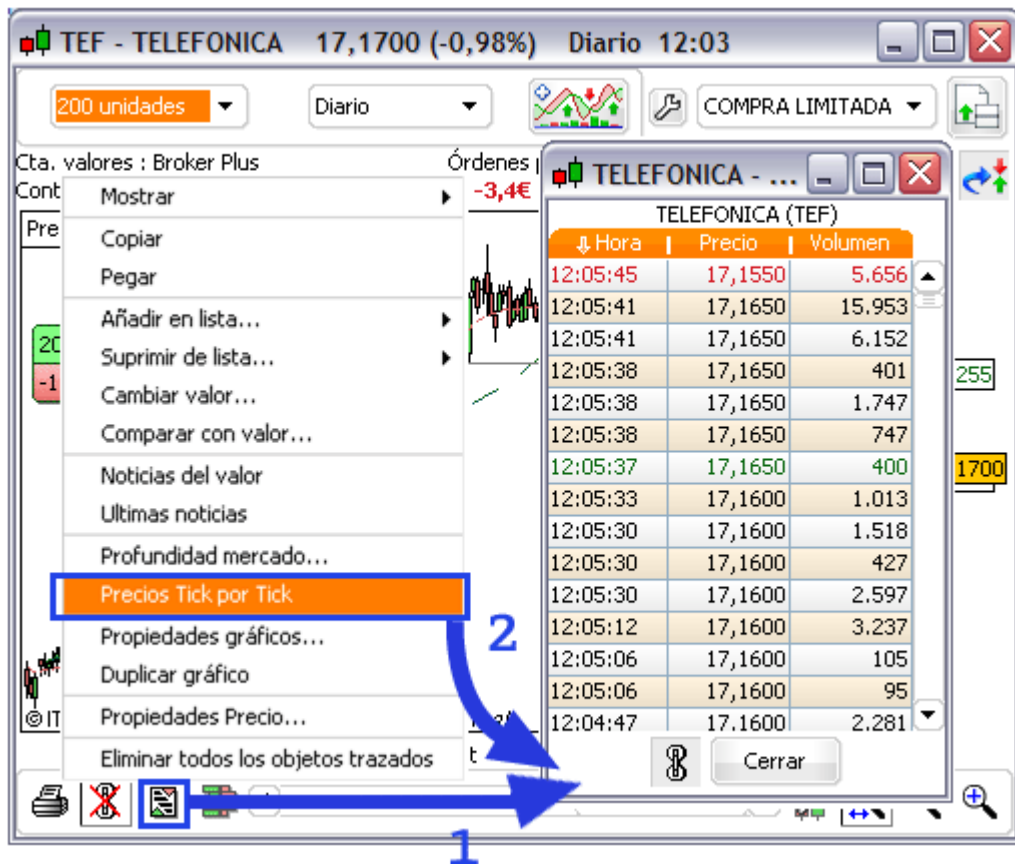 TEF - TELEFONICA 17,1700 (-0,98%) Diario 12:03
200 unidades Diario COMPRA LIMITADA
Cta. valores : Broker Plus Órdenes
Cont -3,4€
Pre
20
-1
255
1700
© IT
Mostrar
Copiar
Pegar
Añadir en lista...
Suprimir de lista...
Cambiar valor...
Comparar con valor...
Noticias del valor
Ultimas noticias
Profundidad mercado...
Precios Tick por Tick
Propiedades gráficos...
Duplicar gráfico
Propiedades Precio...
Eliminar todos los objetos trazados
2
1
TELEFONICA - ...
TELEFONICA (TEF)
Hora Precio Volumen
12:05:45 17,1550 5.656
12:05:41 17,1650 15.953
12:05:41 17,1650 6.152
12:05:38 17,1650 401
12:05:38 17,1650 1.747
12:05:38 17,1650 747
12:05:37 17,1650 400
12:05:33 17,1600 1.013
12:05:30 17,1600 1.518
12:05:30 17,1600 427
12:05:30 17,1600 2.597
12:05:12 17,1600 3.237
12:05:06 17,1600 105
12:05:06 17,1600 95
12:04:47 17,1600 2.281
Cerrar